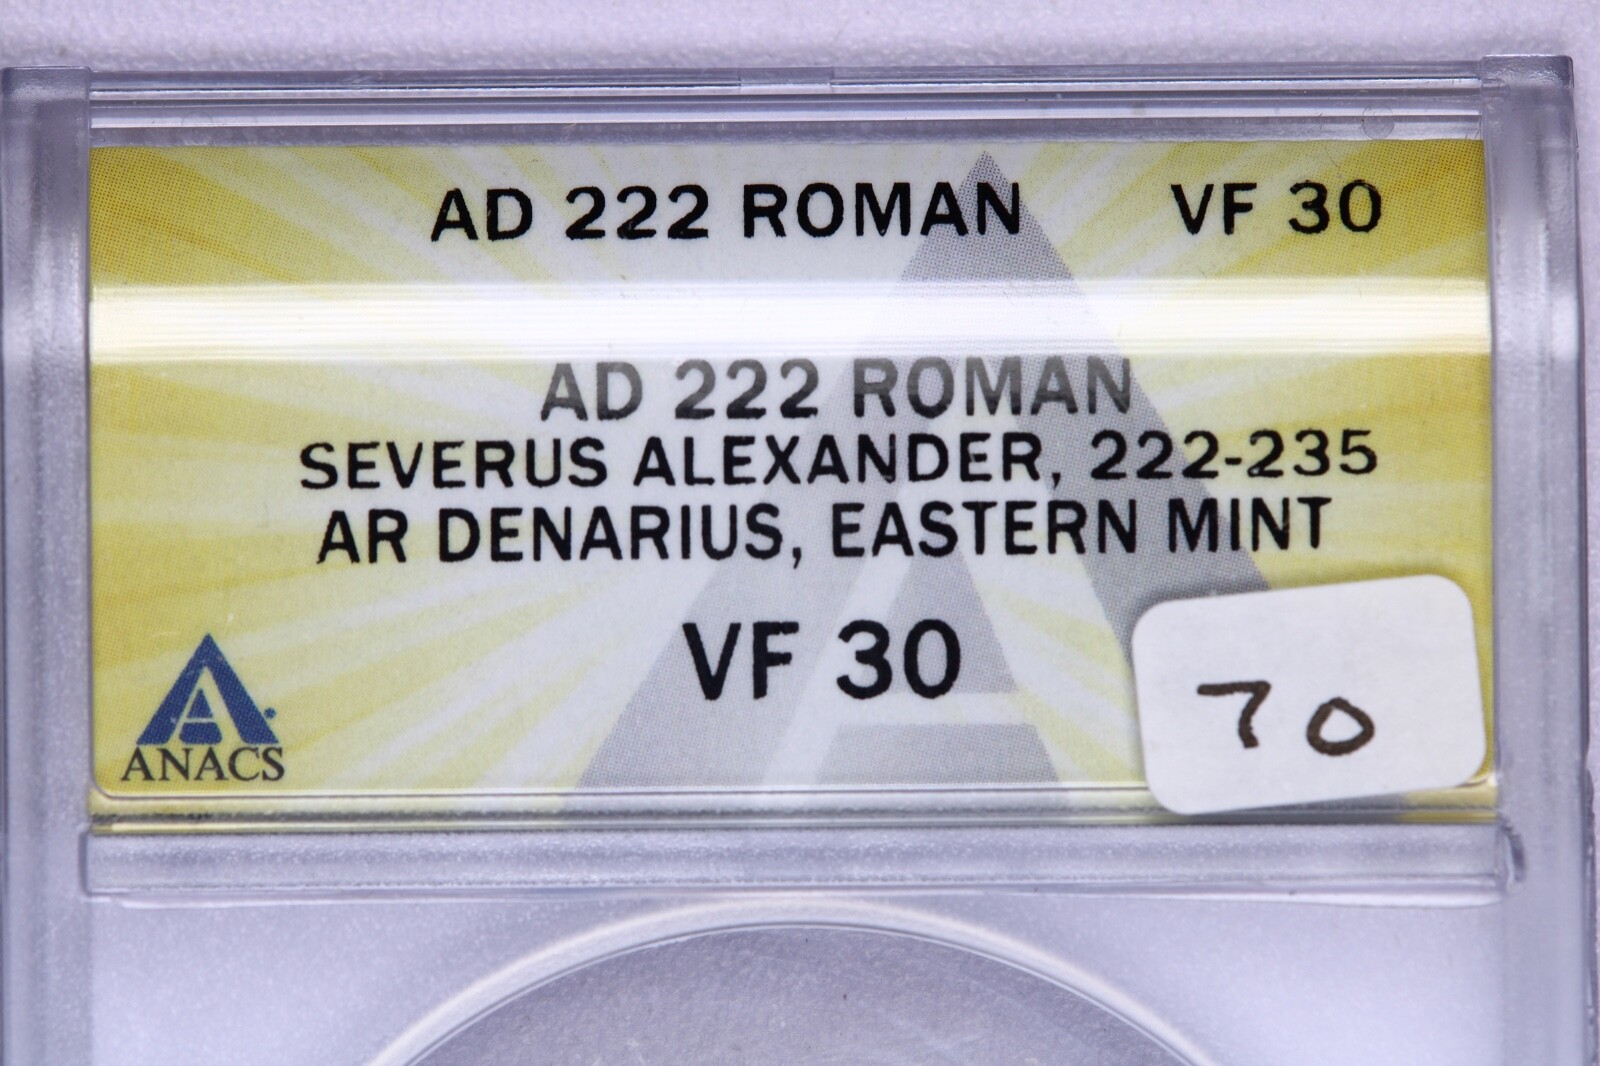 AD 222 ROMAN VF 30
AD 222 ROMAN
SEVERUS ALEXANDER, 222-235
AR DENARIUS, EASTERN MINT
VF 30
ANACS
70